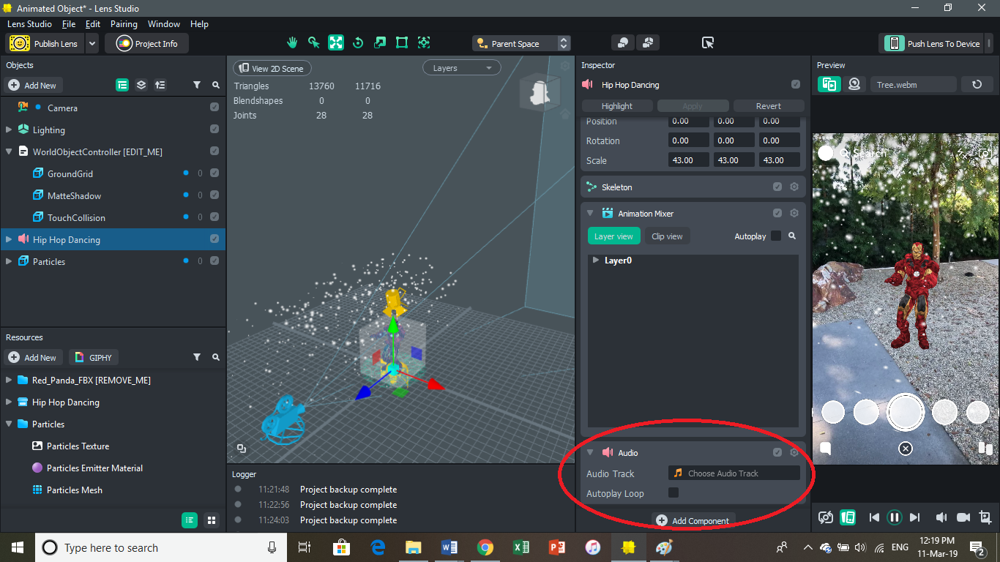 Animated Object* - Lens Studio
Lens Studio File Edit Pairing Window Help
Publish Lens Project Info Parent Space Push Lens To Device
Objects
Add New
Camera
Lighting
WorldObjectController [EDIT_ME]
GroundGrid 0
MatteShadow 0
TouchCollision 0
Hip Hop Dancing
Particles 0
Resources
Add New GIPHY
Red_Panda_FBX [REMOVE_ME]
Hip Hop Dancing
Particles
Particles Texture
Particles Emitter Material
Particles Mesh
View 2D Scene Layers
Triangles 13760 11716
Blendshapes 0 0
Joints 28 28
Logger
11:21:48 Project backup complete
11:22:56 Project backup complete
11:24:03 Project backup complete
Inspector
Hip Hop Dancing
Highlight Apply Revert
Position 0.00 0.00 0.00
Rotation 0.00 0.00 0.00
Scale 43.00 43.00 43.00
Skeleton
Animation Mixer
Layer view Clip view Autoplay
Layer0
Audio
Audio Track Choose Audio Track
Autoplay Loop
Add Component
Preview
Tree.webm
Search
Type here to search
ENG
12:19 PM
11-Mar-19
2